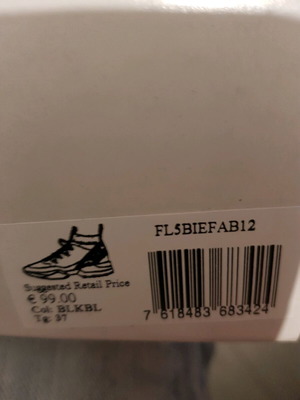 FL5BIEFAB12
Suggested Retail Price
€ 99.00
Col: BLKBL
Tg: 37
7 618483 683424